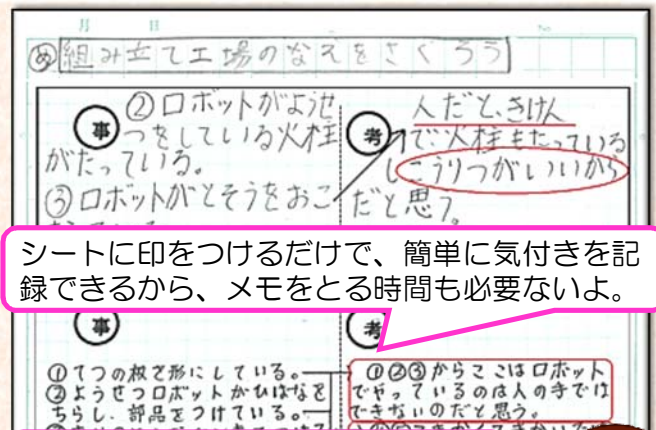 月 日 No.
め 組み立て工場のなえをさぐろう
事
②ロボットがようせ
つをしている火柱
がたっている。
③ロボットがとそうをおこ
考
人だと、きけん
で、火柱もたっている
しこうりつがいいから
だと思う。
シートに印をつけるだけで、簡単に気付きを記
録できるから、メモをとる時間も必要ないよ。
事
①てつの板を形にしている。
②ようせつロボットがひばなを
ちらし、部品をつけている。
考
①②③からここはロボット
でやっているのは人の手では
できないのだと思う。